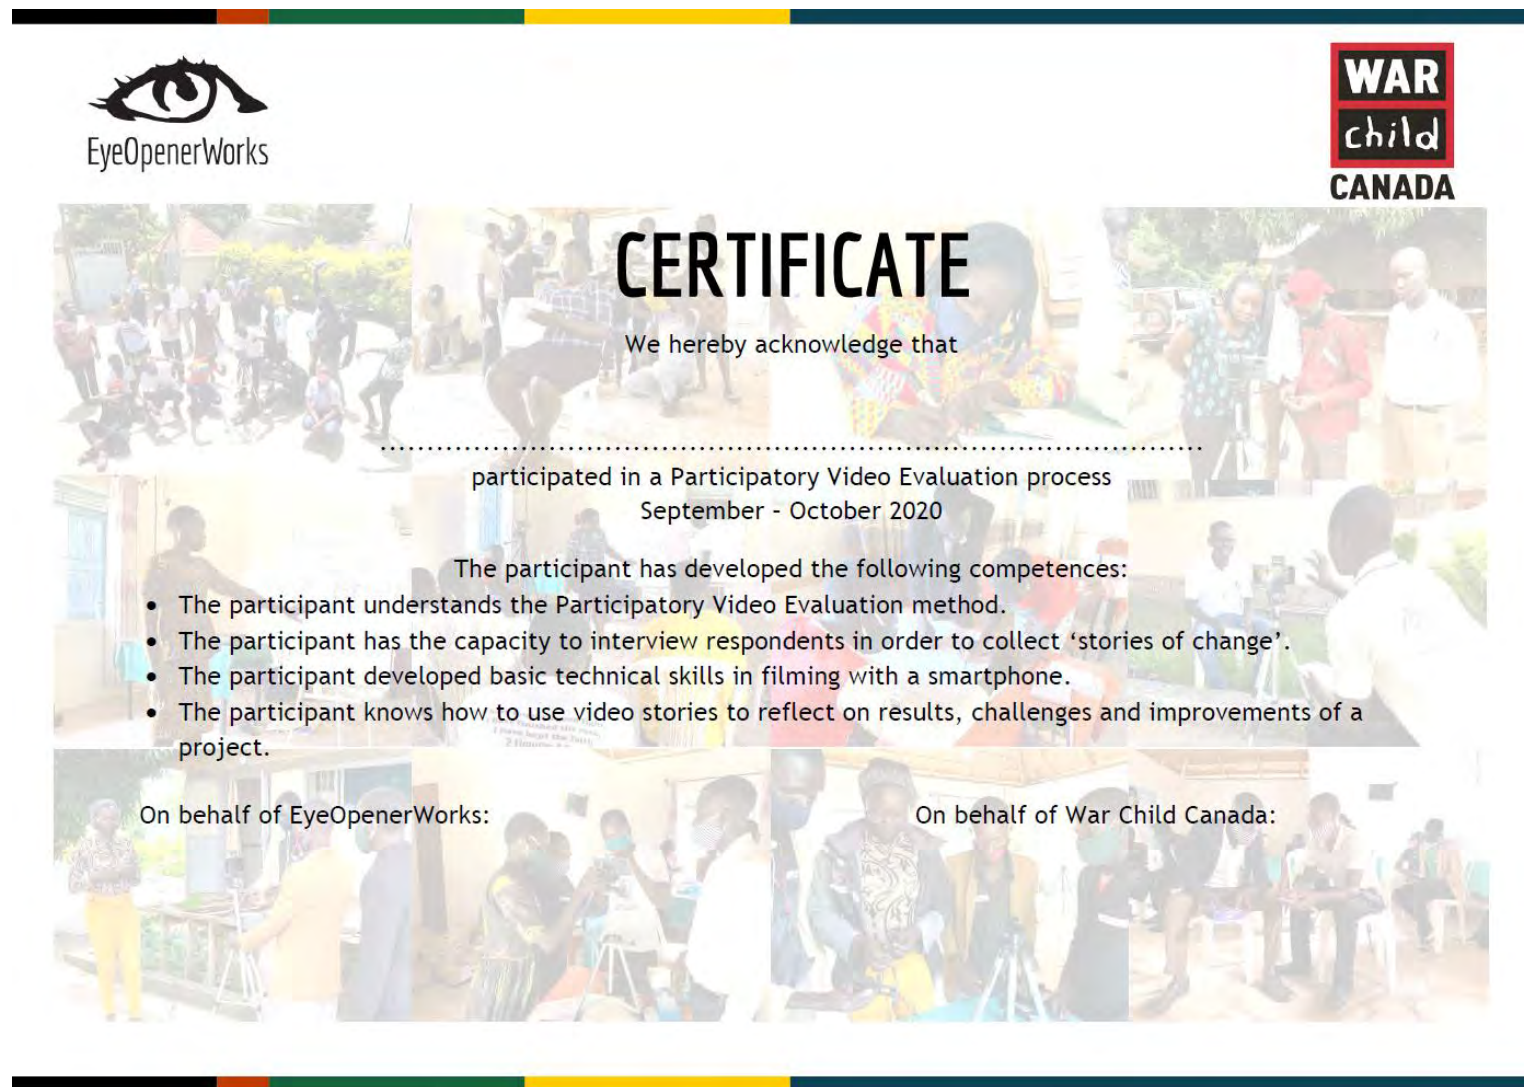 EyeOpenerWorks
WAR
child
CANADA
CERTIFICATE
We hereby acknowledge that
participated in a Participatory Video Evaluation process
September – October 2020
The participant has developed the following competences:
• The participant understands the Participatory Video Evaluation method.
• The participant has the capacity to interview respondents in order to collect ‘stories of change’.
• The participant developed basic technical skills in filming with a smartphone.
• The participant knows how to use video stories to reflect on results, challenges and improvements of a
project.
On behalf of EyeOpenerWorks:
On behalf of War Child Canada: